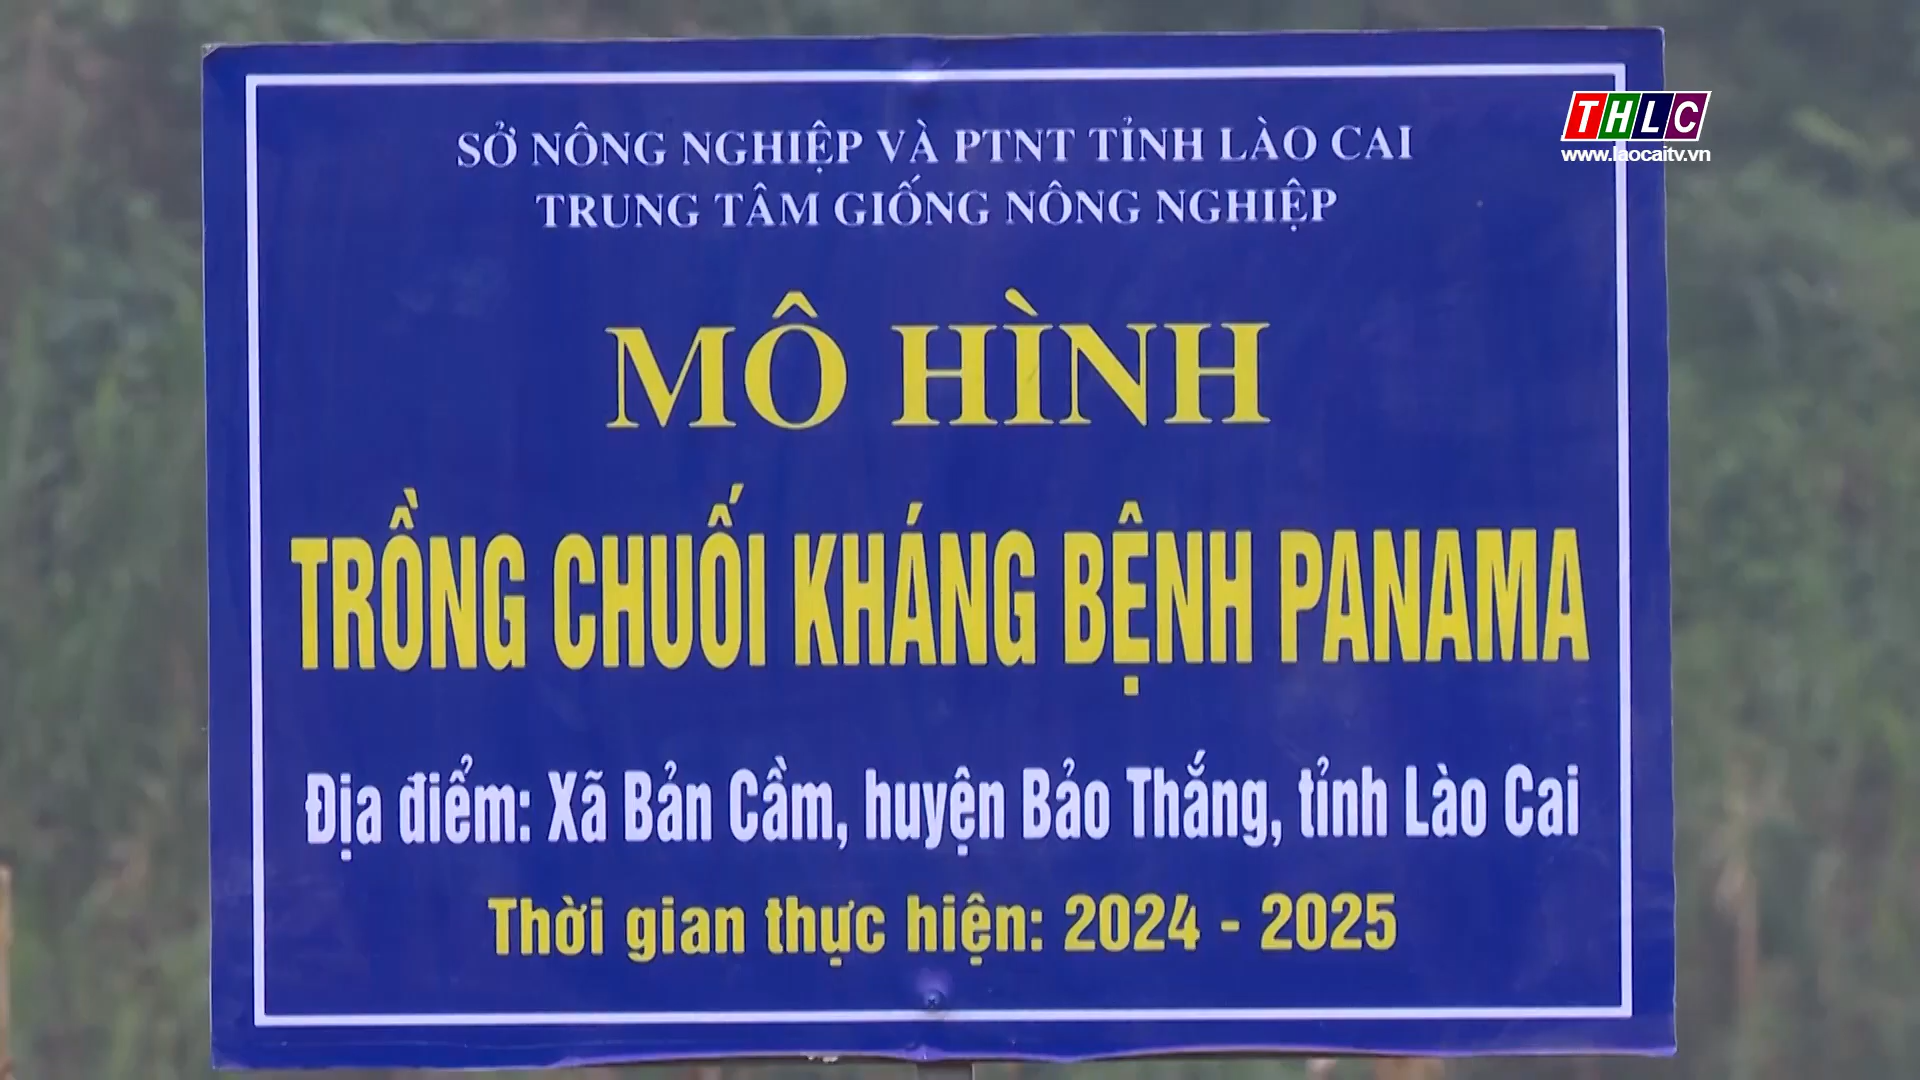 THLC
www.laocaitv.vn
SỞ NÔNG NGHIỆP VÀ PTNT TỈNH LÀO CAI
TRUNG TÂM GIỐNG NÔNG NGHIỆP
MÔ HÌNH
TRỒNG CHUỐI KHÁNG BỆNH PANAMA
Địa điểm: Xã Bản Cầm, huyện Bảo Thắng, tỉnh Lào Cai
Thời gian thực hiện: 2024 - 2025